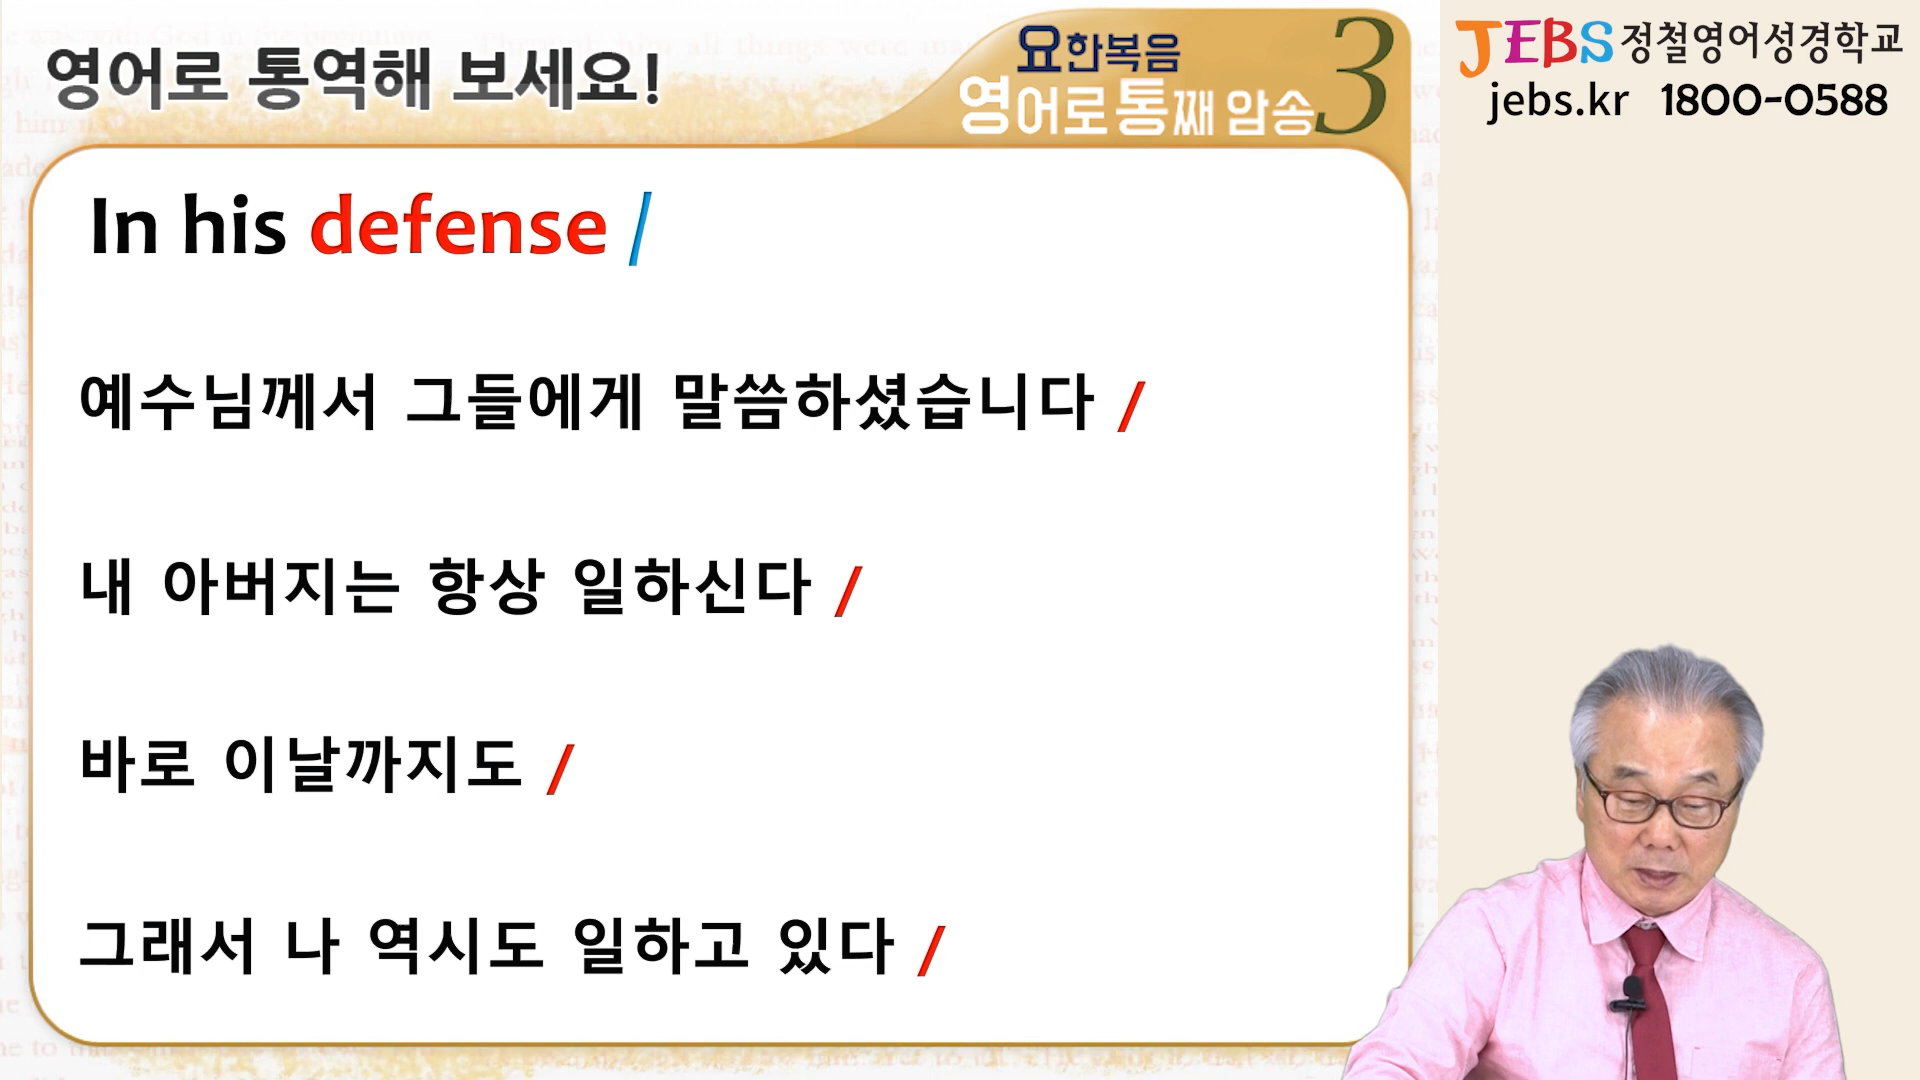 영어로 통역해 보세요!
요한복음
영어로 통째 암송 3
JEBS 정철영어성경학교
jebs.kr 1800-0588
In his defense /
예수님께서 그들에게 말씀하셨습니다 /
내 아버지는 항상 일하신다 /
바로 이날까지도 /
그래서 나 역시도 일하고 있다 /